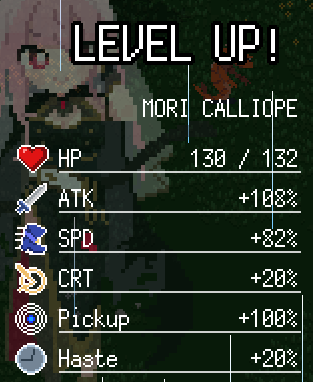 LEVEL UP!
MORI CALLIOPE
HP 130 / 132
ATK +108%
SPD +82%
CRT +20%
Pickup +100%
Haste +20%